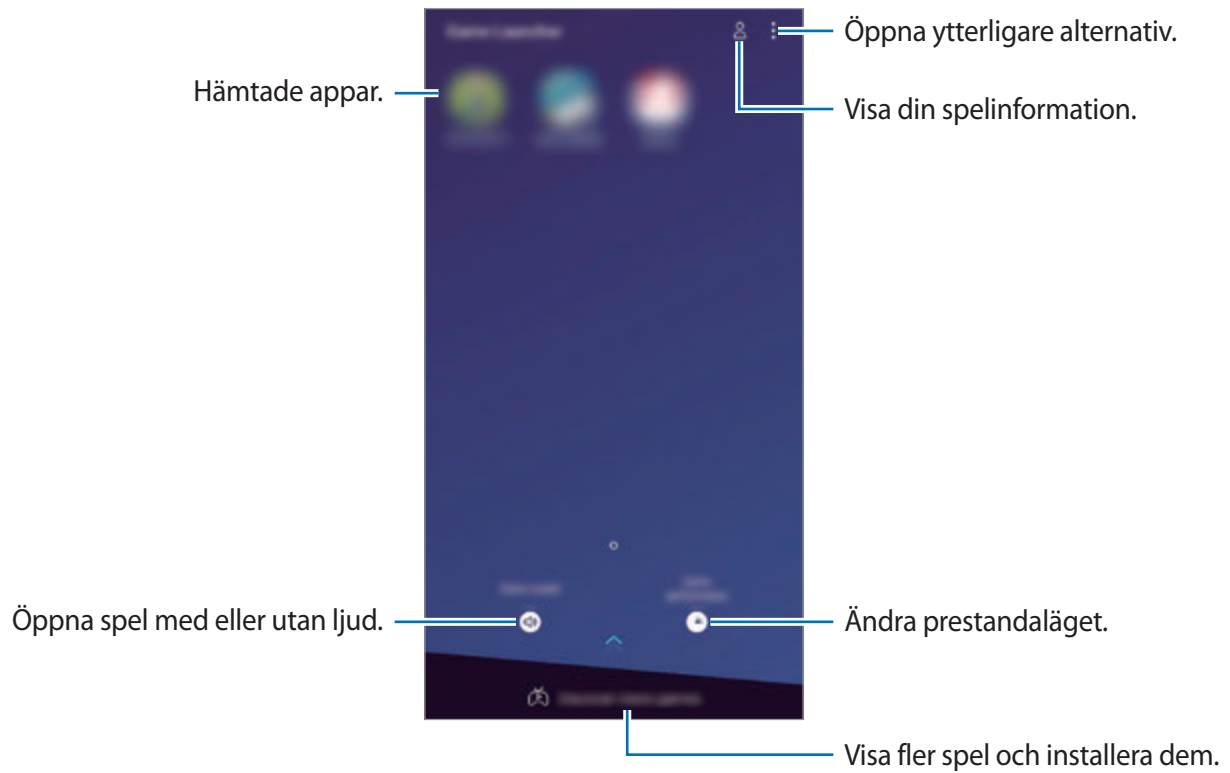 Öppna ytterligare alternativ.
Hämtade appar.
Visa din spelinformation.
Öppna spel med eller utan ljud.
Ändra prestandaläget.
Visa fler spel och installera dem.